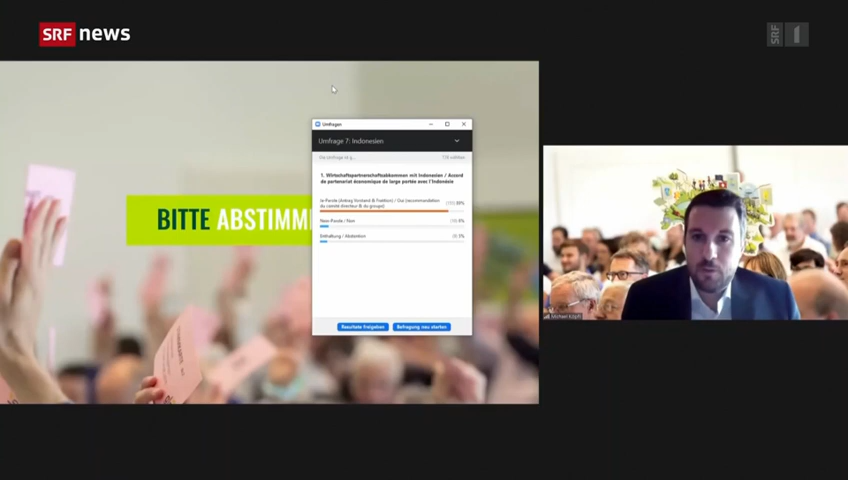 SRF news
SRF 1
Umfragen
Umfrage 7: Indonesien
1. Wirtschaftspartnerschaftsabkommen mit Indonesien / Accord
de partenariat économique de large portée avec l'Indonésie
Ja-Parole (Antrag Vorstand & Fraktion) / Oui (recommandation
du comité directeur & du groupe)
Nein-Parole / Non
Enthaltung / Abstention
Resultate freigeben
Befragung neu starten
BITTE ABSTIMM